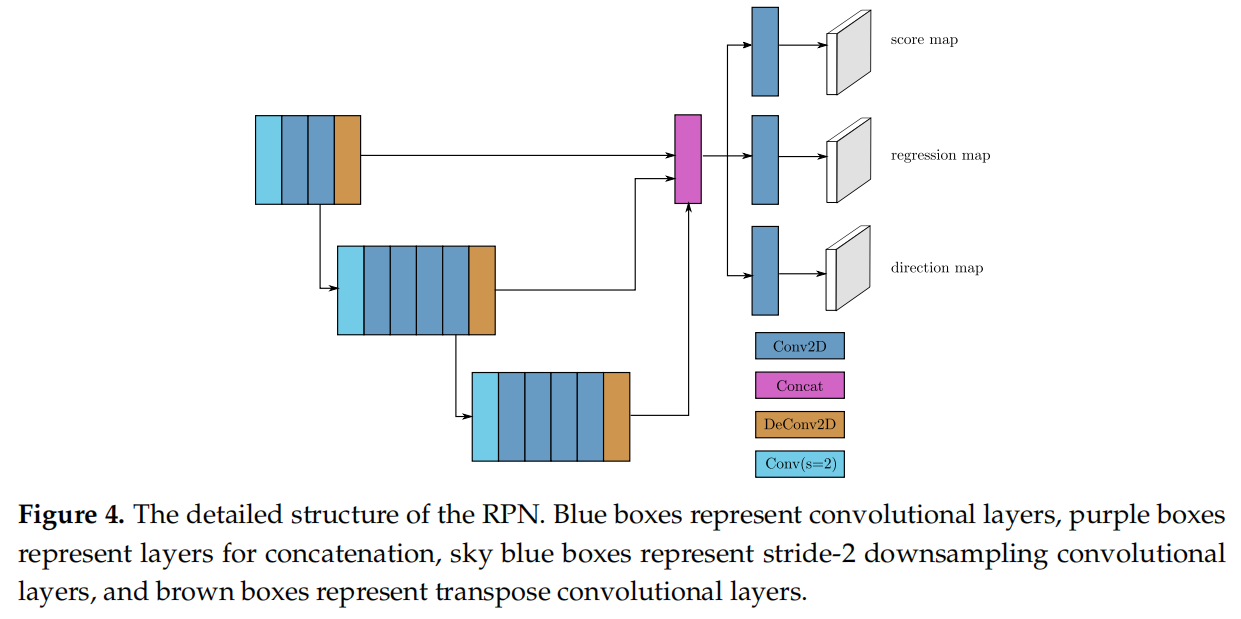 score map
regression map
direction map
Conv2D
Concat
DeConv2D
Conv(s=2)
Figure 4. The detailed structure of the RPN. Blue boxes represent convolutional layers, purple boxes
represent layers for concatenation, sky blue boxes represent stride-2 downsampling convolutional
layers, and brown boxes represent transpose convolutional layers.